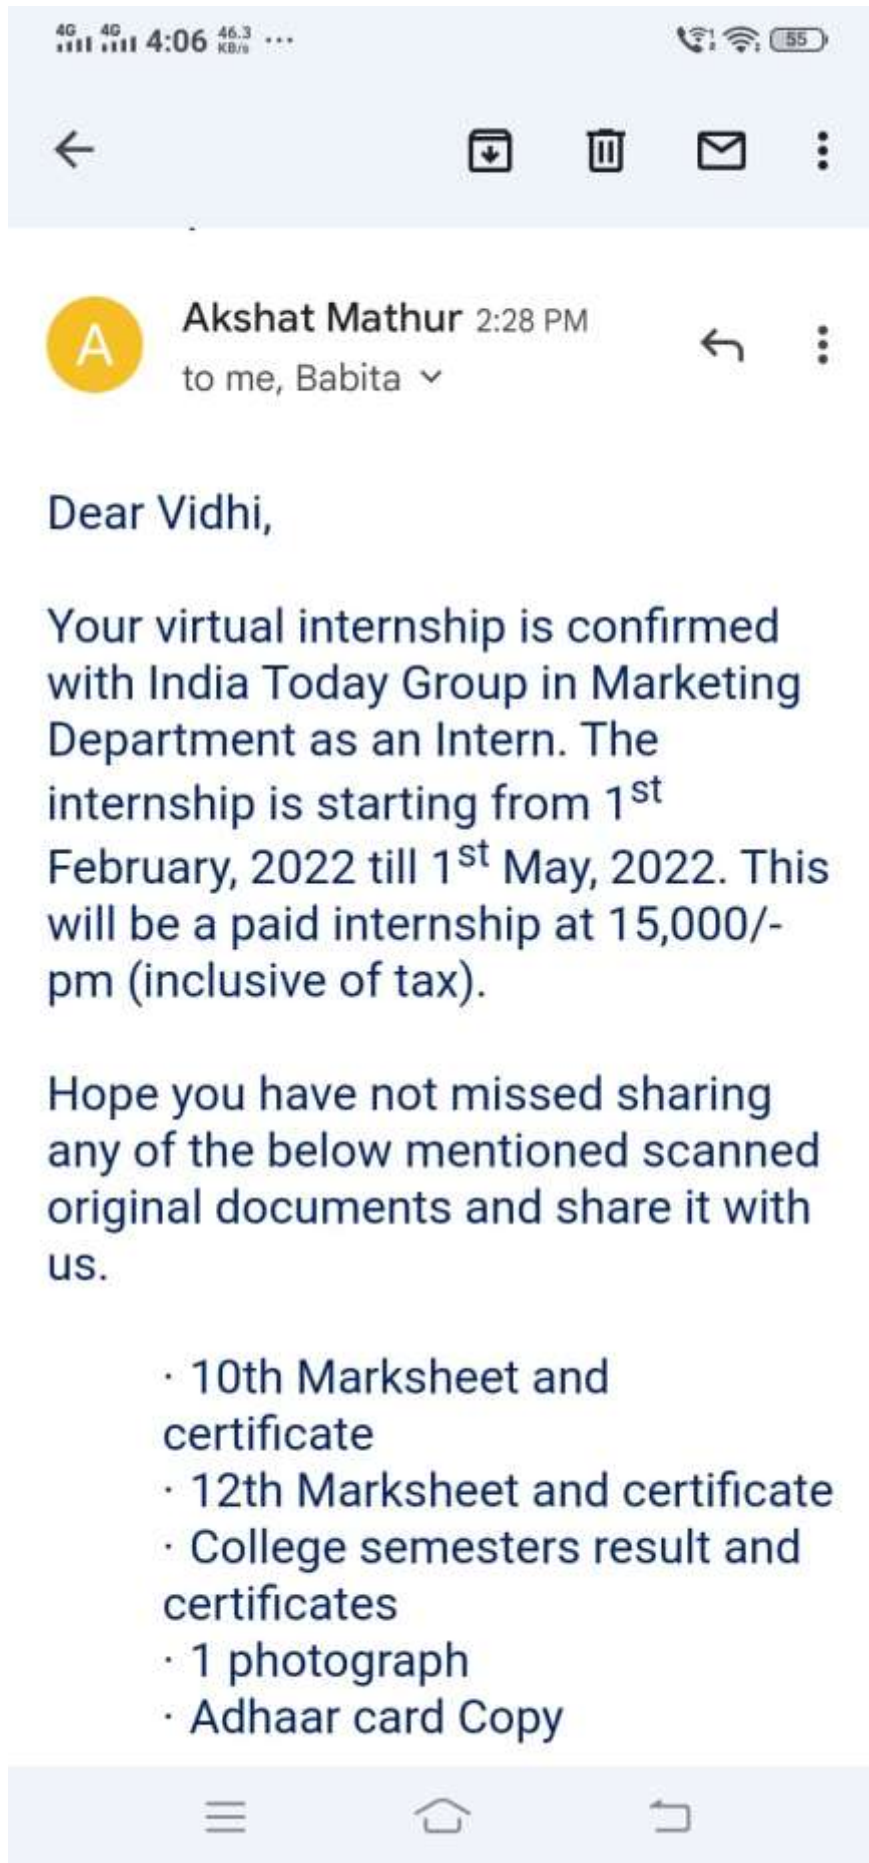 4G 4G 4:06 46.3 KB/s ...
55
Akshat Mathur 2:28 PM
A
to me, Babita
Dear Vidhi,
Your virtual internship is confirmed
with India Today Group in Marketing
Department as an Intern. The
internship is starting from 1st
February, 2022 till 1st May, 2022. This
will be a paid internship at 15,000/-
pm (inclusive of tax).
Hope you have not missed sharing
any of the below mentioned scanned
original documents and share it with
us.
· 10th Marksheet and
certificate
· 12th Marksheet and certificate
· College semesters result and
certificates
· 1 photograph
· Adhaar card Copy